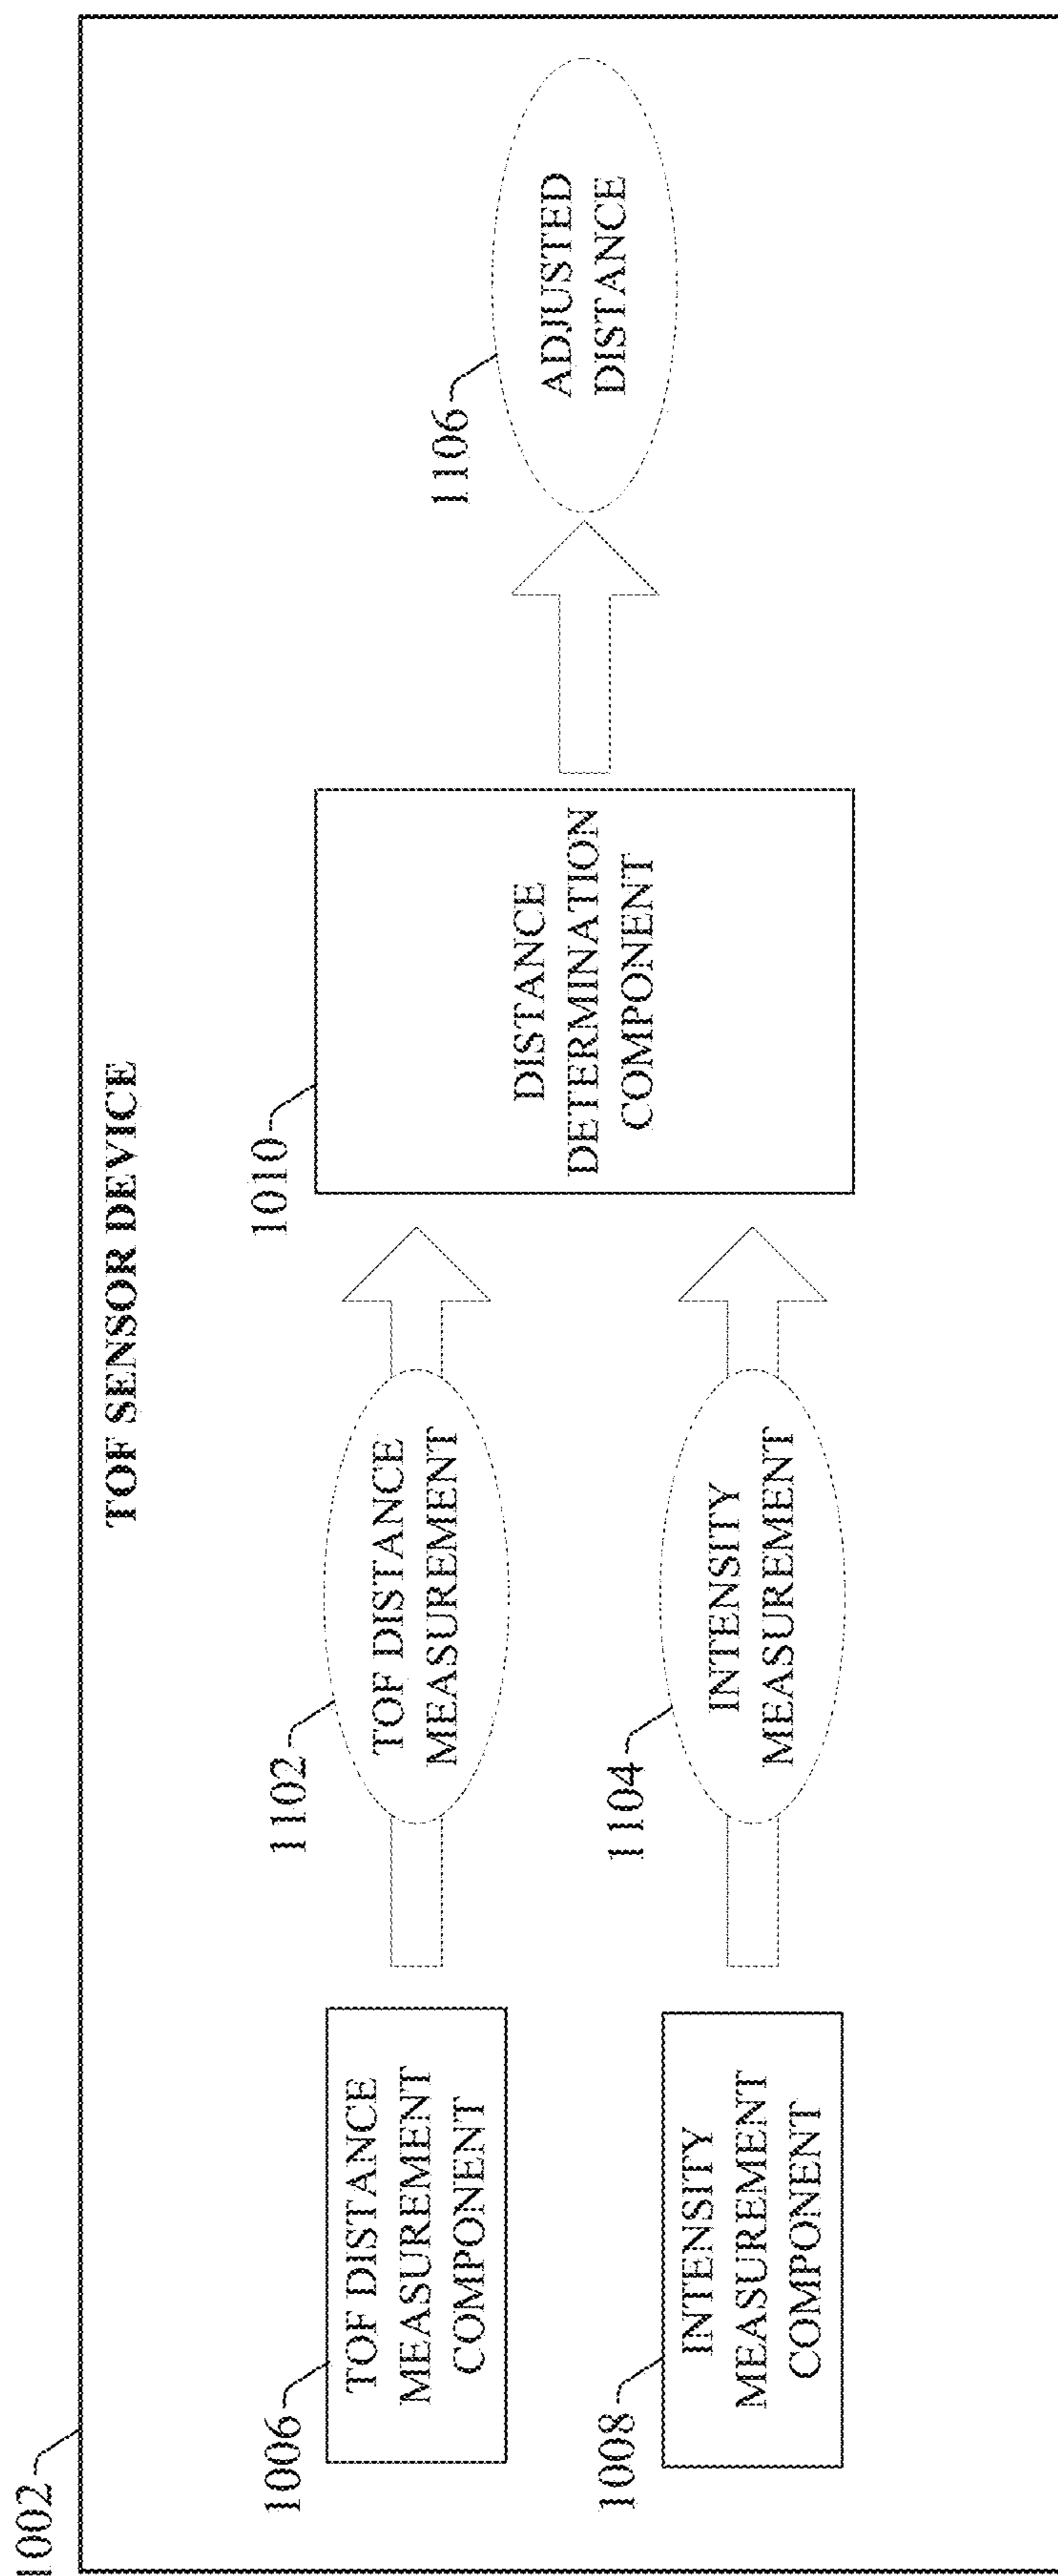 1002
TOF SENSOR DEVICE
1006
TOF DISTANCE
MEASUREMENT
COMPONENT
1102
TOF DISTANCE
MEASUREMENT
1008
INTENSITY
MEASUREMENT
COMPONENT
1104
INTENSITY
MEASUREMENT
1010
DISTANCE
DETERMINATION
COMPONENT
1106
ADJUSTED
DISTANCE